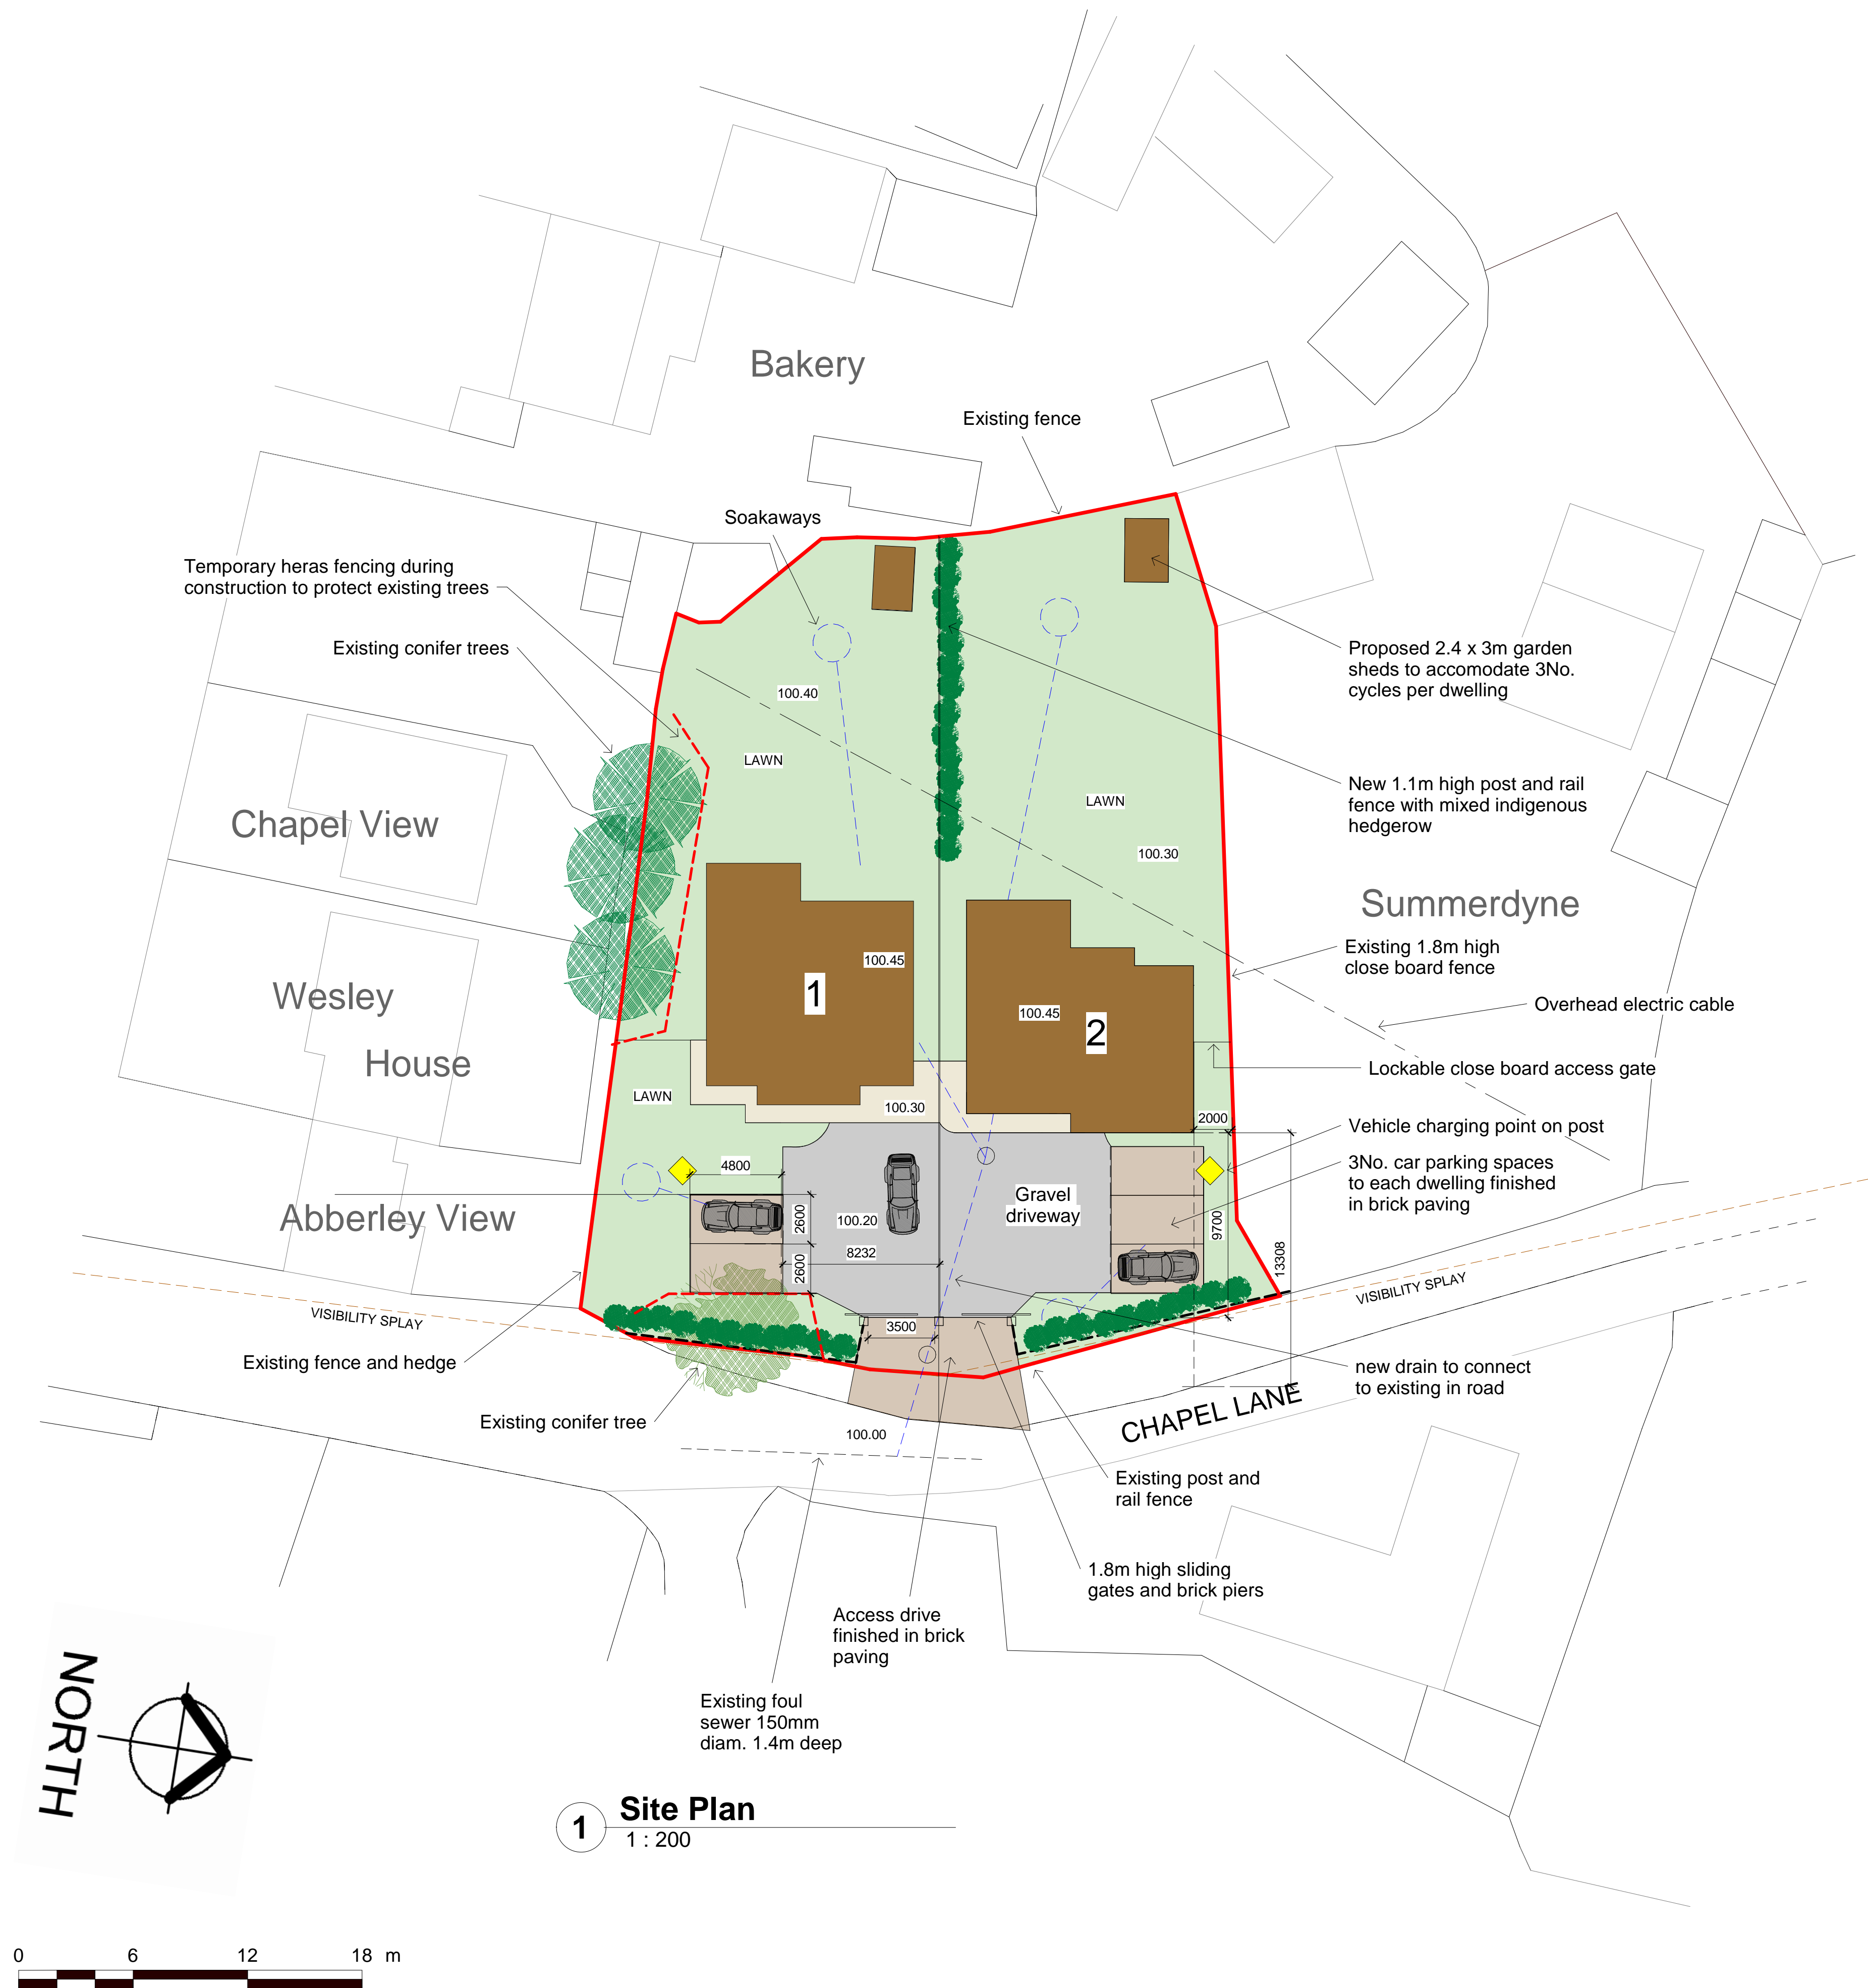 Bakery
Existing fence
Soakaways
Temporary heras fencing during
construction to protect existing trees
Existing conifer trees
Proposed 2.4 x 3m garden
sheds to accomodate 3No.
cycles per dwelling
100.40
LAWN
LAWN
New 1.1m high post and rail
fence with mixed indigenous
hedgerow
Chapel View
100.30
Summerdyne
Existing 1.8m high
close board fence
100.45
1
Wesley
House
100.45
2
Overhead electric cable
Lockable close board access gate
LAWN
100.30
2000
Vehicle charging point on post
3No. car parking spaces
to each dwelling finished
in brick paving
4800
Abberley View
Gravel
driveway
100.20
2600
2600
8232
9700
13308
VISIBILITY SPLAY
VISIBILITY SPLAY
3500
Existing fence and hedge
new drain to connect
to existing in road
CHAPEL LANE
Existing conifer tree
100.00
Existing post and
rail fence
1.8m high sliding
gates and brick piers
Access drive
finished in brick
paving
Existing foul
sewer 150mm
diam. 1.4m deep
NORTH
1
Site Plan
1 : 200
0 6 12 18 m